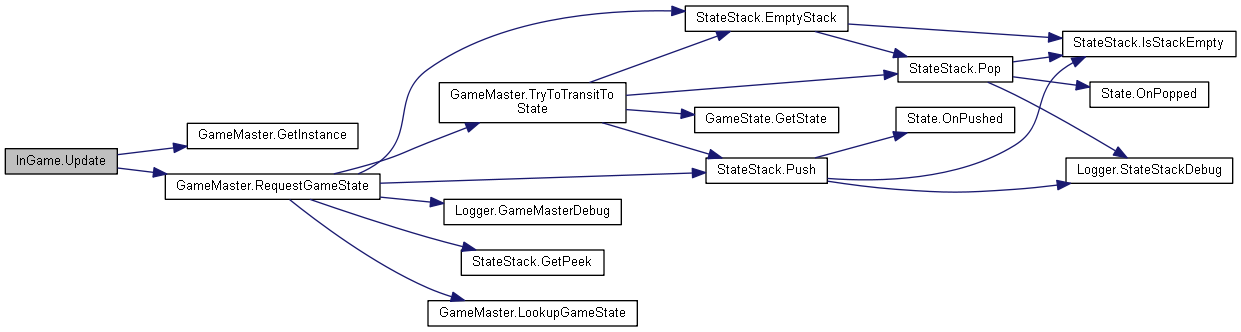 StateStack.EmptyStack
StateStack.IsStackEmpty
StateStack.Pop
State.OnPopped
GameMaster.TryToTransitTo
State
GameState.GetState
State.OnPushed
GameMaster.GetInstance
InGame.Update
StateStack.Push
Logger.StateStackDebug
GameMaster.RequestGameState
Logger.GameMasterDebug
StateStack.GetPeek
GameMaster.LookupGameState